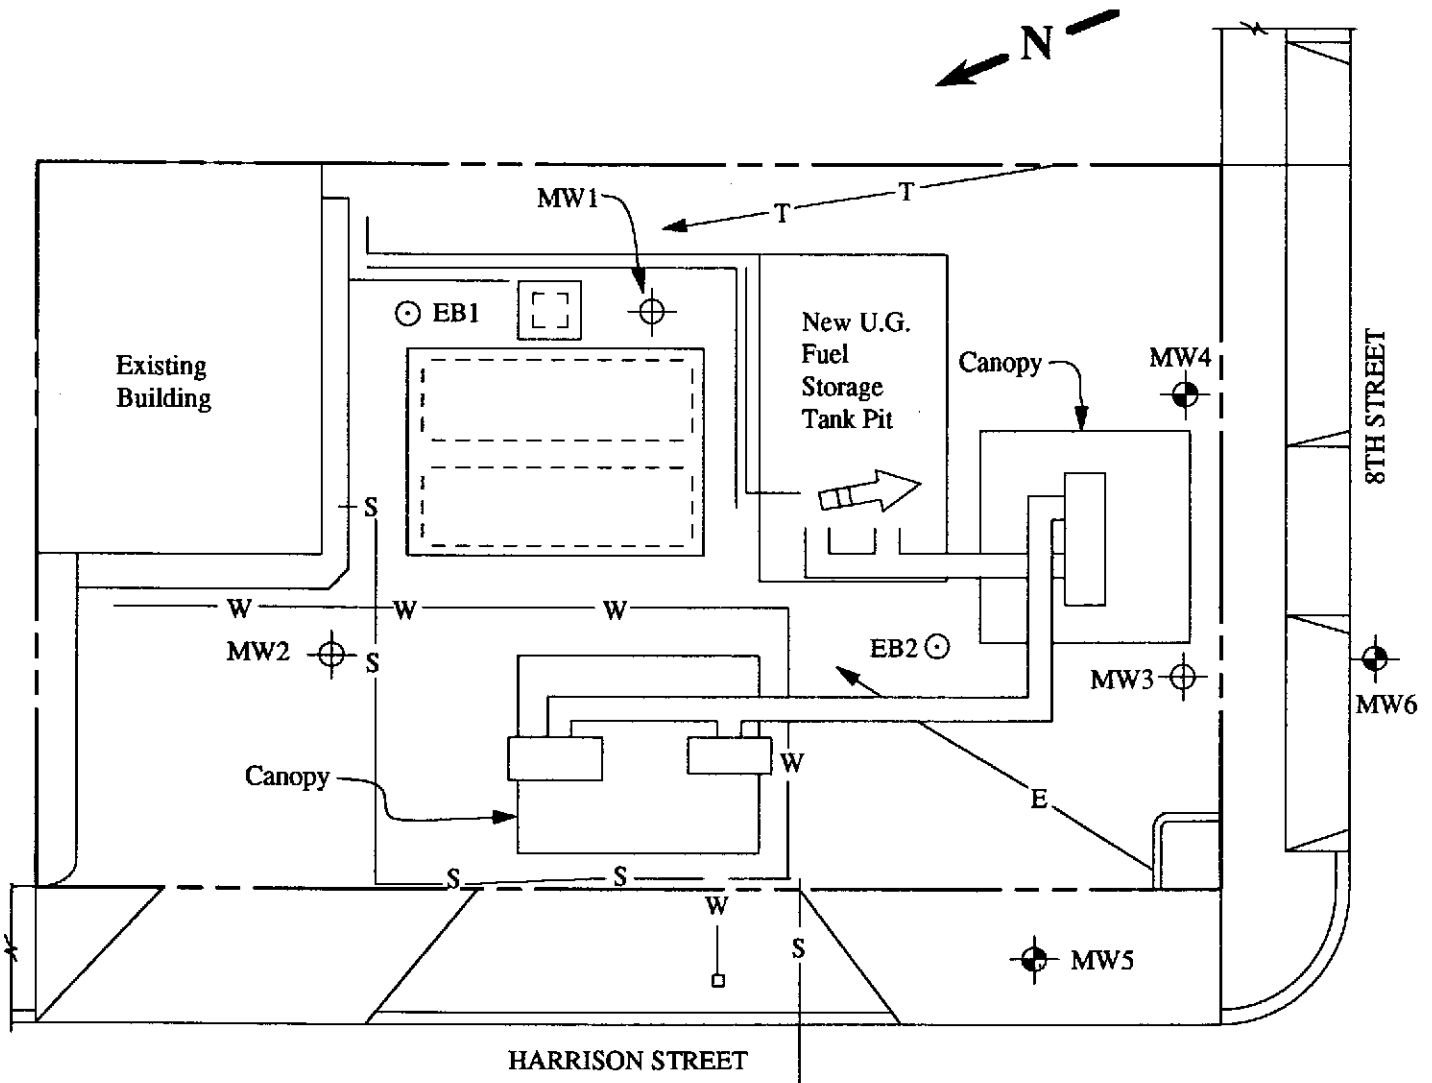 N
T
T
MW1
EB1
New U.G.
Fuel
Storage
Tank Pit
Canopy
MW4
8TH STREET
Existing
Building
S
W
W
W
MW2
S
EB2
MW3
MW6
W
Canopy
E
S
S
W
S
MW5
HARRISON STREET